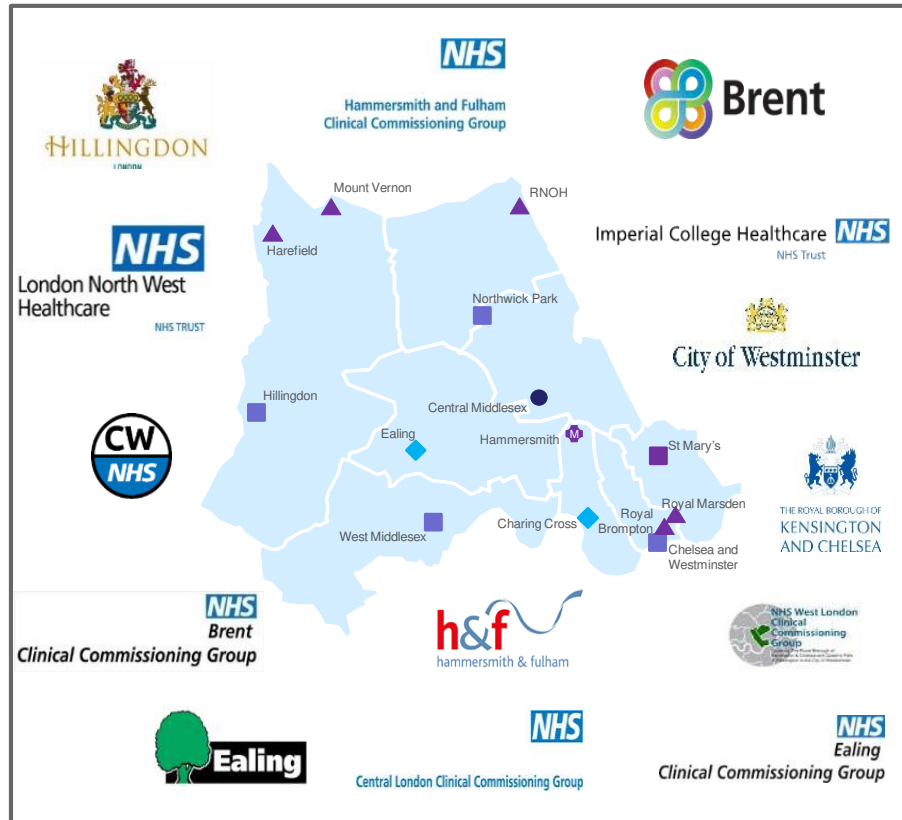 NHS
Hammersmith and Fulham
Clinical Commissioning Group
HILLINGDON
LONDON
Brent
Mount Vernon
RNOH
Harefield
NHS
London North West
Healthcare
NHS TRUST
Imperial College Healthcare NHS
NHS Trust
Northwick Park
City of Westminster
Hillingdon
Central Middlesex
CW
NHS
Ealing
Hammersmith
M
St Mary's
Royal Marsden
Royal
Brompton
Charing Cross
West Middlesex
Chelsea and
Westminster
THE ROYAL BOROUGH OF
KENSINGTON
AND CHELSEA
NHS
Brent
Clinical Commissioning Group
h&f
hammersmith & fulham
NHS West London
Clinical
Commissioning
Group
Ealing
NHS
Central London Clinical Commissioning Group
NHS
Ealing
Clinical Commissioning Group